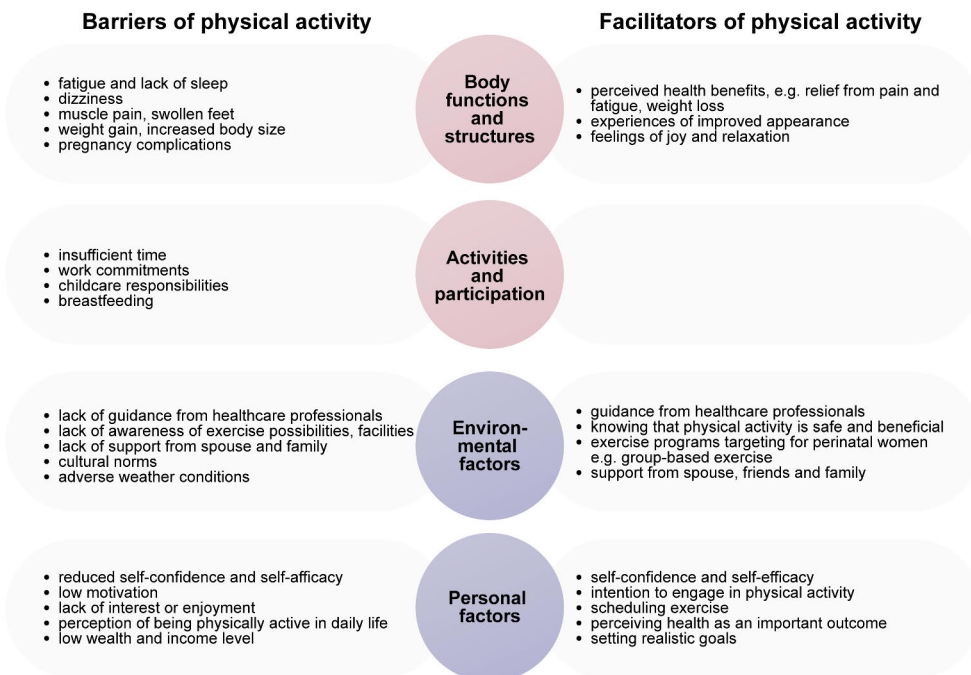 Barriers of physical activity
Facilitators of physical activity
• fatigue and lack of sleep
• dizziness
• muscle pain, swollen feet
• weight gain, increased body size
• pregnancy complications
Body
functions
and
structures
• perceived health benefits, e.g. relief from pain and
fatigue, weight loss
• experiences of improved appearance
• feelings of joy and relaxation
• insufficient time
• work commitments
• childcare responsibilities
• breastfeeding
Activities
and
participation
• lack of guidance from healthcare professionals
• lack of awareness of exercise possibilities, facilities
• lack of support from spouse and family
• cultural norms
• adverse weather conditions
Environ-
mental
factors
• guidance from healthcare professionals
• knowing that physical activity is safe and beneficial
• exercise programs targeting for perinatal women
e.g. group-based exercise
• support from spouse, friends and family
• reduced self-confidence and self-afficacy
• low motivation
• lack of interest or enjoyment
• perception of being physically active in daily life
• low wealth and income level
Personal
factors
• self-confidence and self-efficacy
• intention to engage in physical activity
• scheduling exercise
• perceiving health as an important outcome
• setting realistic goals